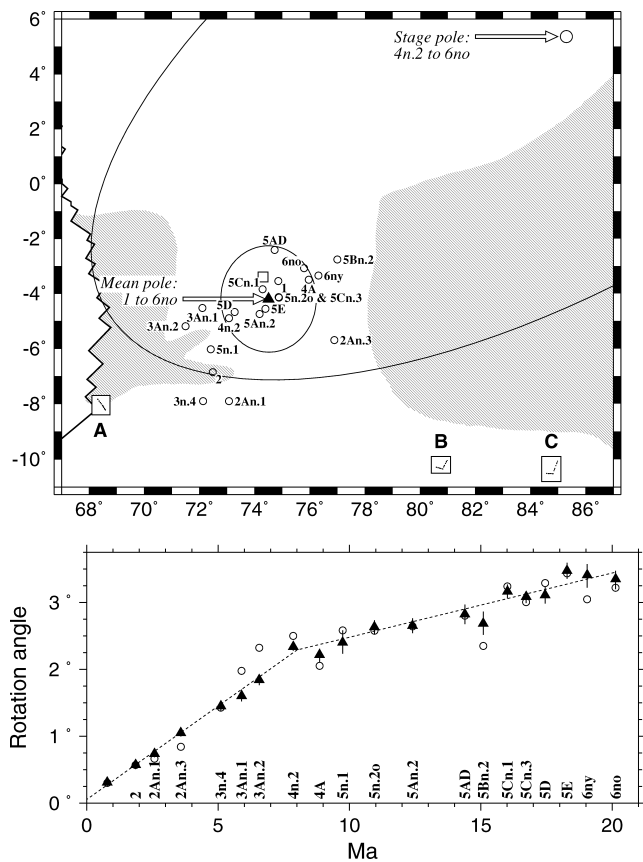 6°
4°
2°
0°
-2°
-4°
-6°
-8°
-10°
Stage pole:
4n.2 to 6no
5AD
5Bn.2
6no
6ny
5Cn.1
1
4A
Mean pole:
1 to 6no
5n.2o & 5Cn.3
5D
5E
3An.1
3An.2
4n.2
5An.2
2An.3
5n.1
2
3n.4
2An.1
A
B
C
68° 70° 72° 74° 76° 78° 80° 82° 84° 86°
Rotation angle
3°
2°
1°
0°
2
2An.1
2An.3
3n.4
3An.1
3An.2
4n.2
4A
5n.1
5n.2o
5An.2
5AD
5Bn.2
5Cn.1
5Cn.3
5D
5E
6ny
6no
0 5 10 15 20
Ma